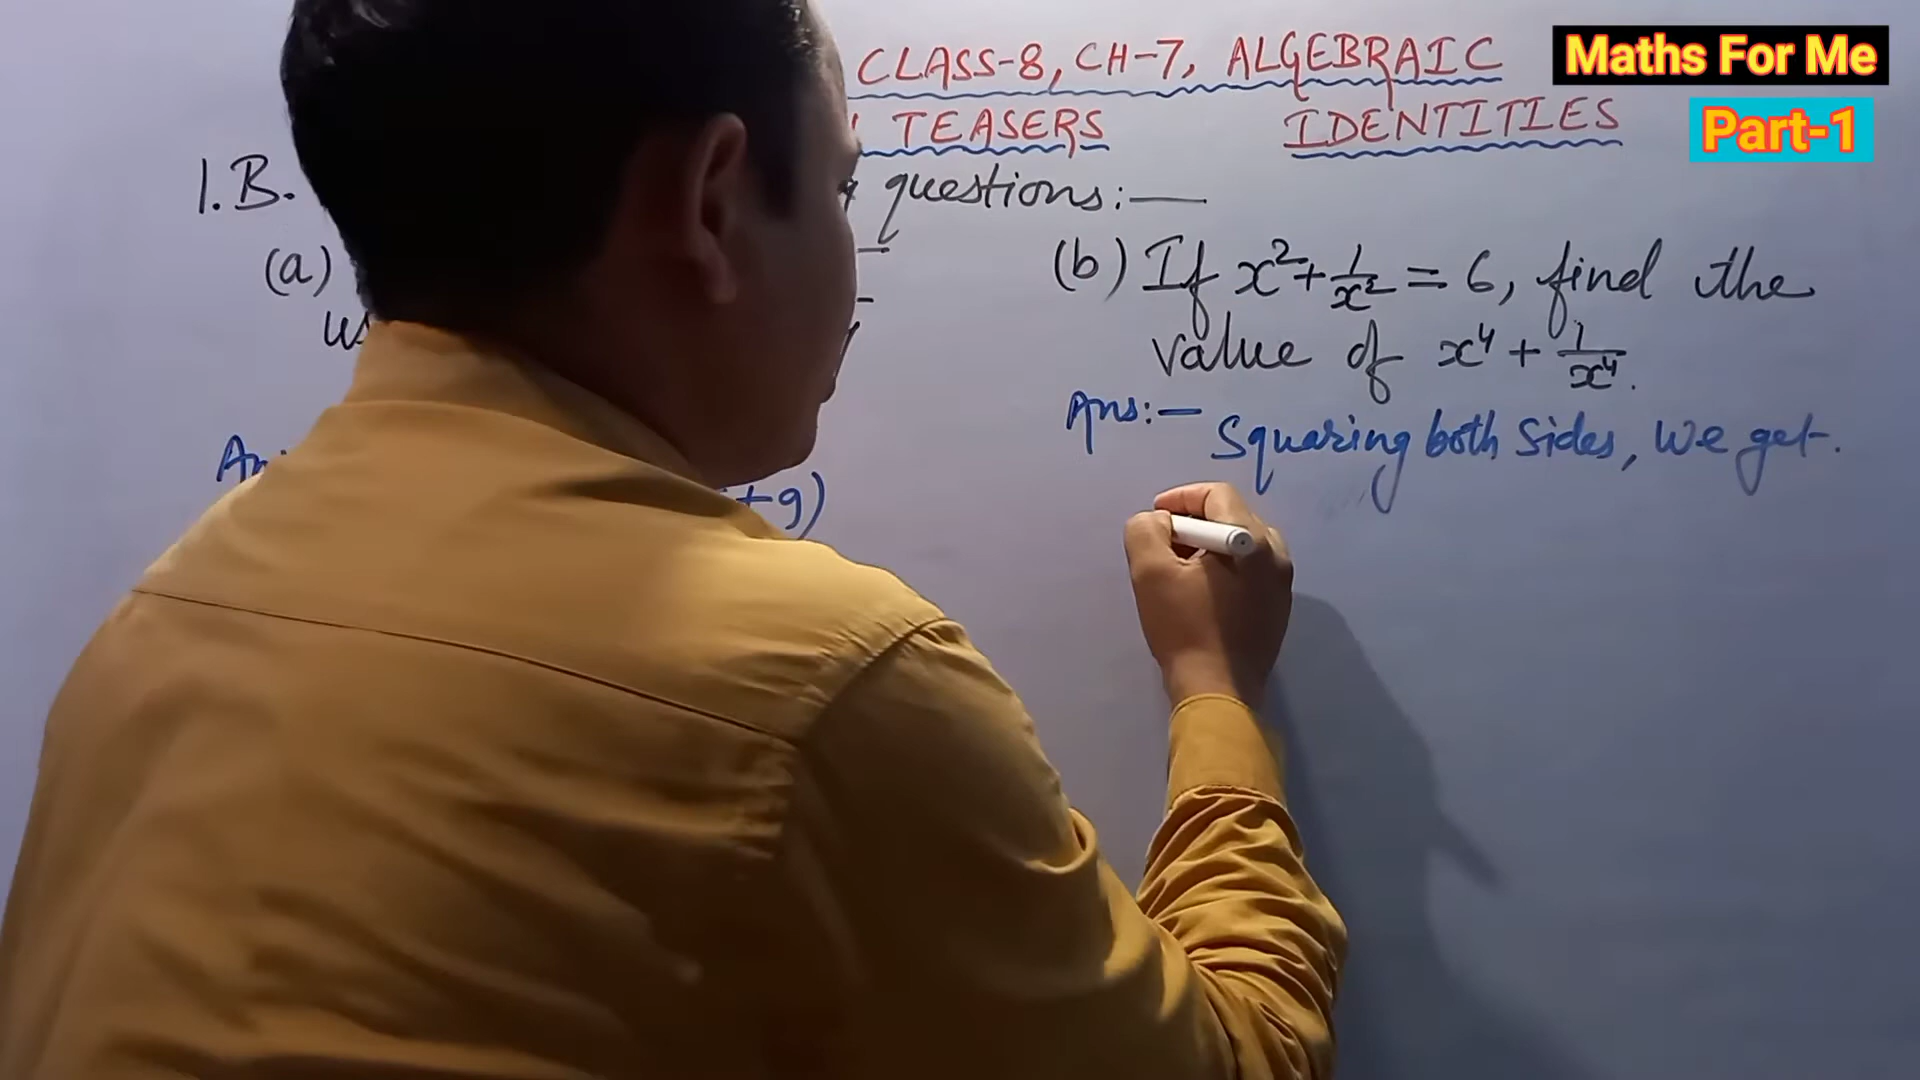 CLASS-8, CH-7, ALGEBRAIC
TEASERS IDENTITIES
Maths For Me
Part-1
1.B. questions:—
(a)
(b) If x²+1/x² = 6, find the
value of x⁴ + 1/x⁴.
Ans:— Squaring both Sides, we get.
+9)